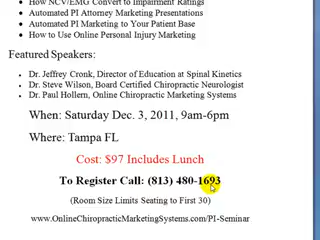 How NCV/EMG Convert to Impairment Ratings
Automated PI Attorney Marketing Presentations
Automated PI Marketing to Your Patient Base
How to Use Online Personal Injury Marketing
Featured Speakers:
Dr. Jeffrey Cronk, Director of Education at Spinal Kinetics
Dr. Steve Wilson, Board Certified Chiropractic Neurologist
Dr. Paul Hollern, Online Chiropractic Marketing Systems
When: Saturday Dec. 3, 2011, 9am-6pm
Where: Tampa FL
Cost: $97 Includes Lunch
To Register Call: (813) 480-1693
(Room Size Limits Seating to First 30)
www.OnlineChiropracticMarketingSystems.com/PI-Seminar